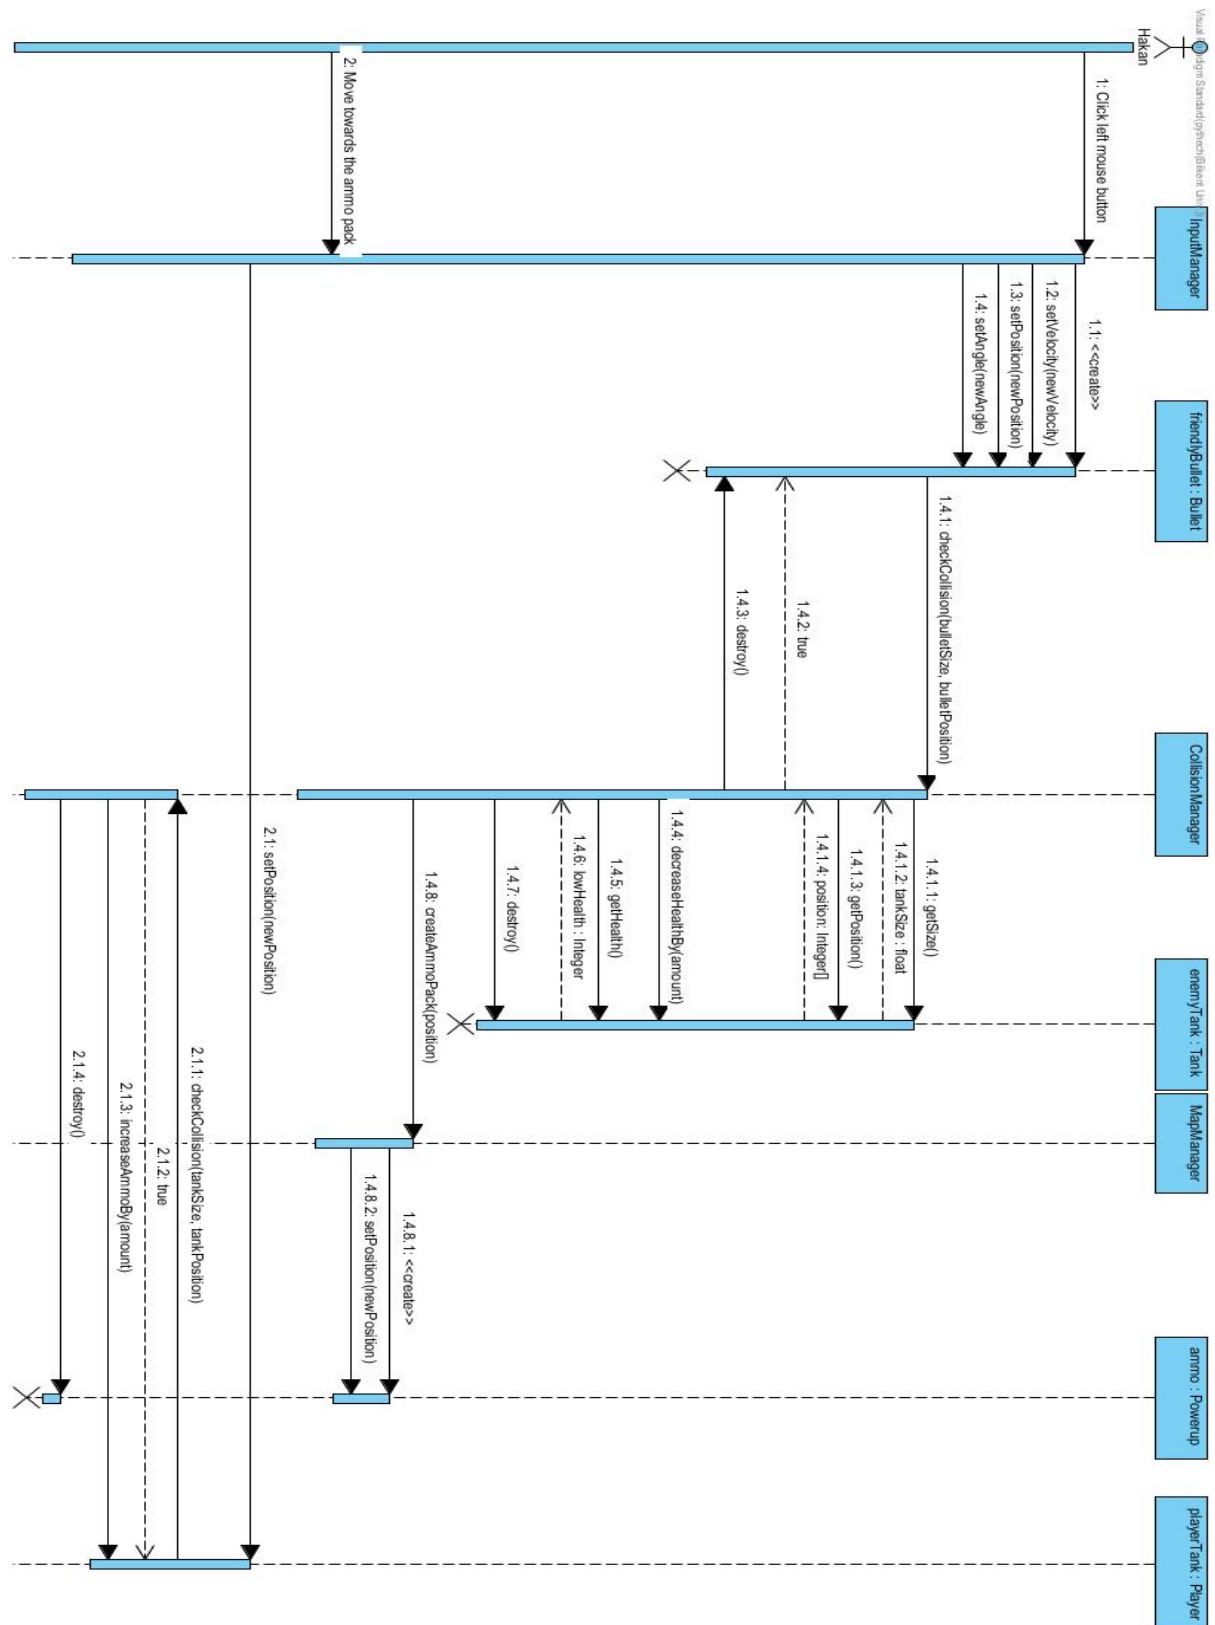 Visual Paradigm Standard(pythech(Bilkent Univ.))
Hakan
InputManager
friendlyBullet : Bullet
CollisionManager
enemyTank : Tank
MapManager
ammo : Powerup
playerTank : Player
1: Click left mouse button
1.1: <<create>>
1.2: setVelocity(newVelocity)
1.3: setPosition(newPosition)
1.4: setAngle(newAngle)
1.4.1: checkCollision(bulletSize, bulletPosition)
1.4.1.1: getSize()
1.4.1.2: tankSize : float
1.4.1.3: getPosition()
1.4.1.4: position: Integer[]
1.4.2: true
1.4.3: destroy()
1.4.4: decreaseHealthBy(amount)
1.4.5: getHealth()
1.4.6: lowHealth : Integer
1.4.7: destroy()
1.4.8: createAmmoPack(position)
1.4.8.1: <<create>>
1.4.8.2: setPosition(newPosition)
2: Move towards the ammo pack
2.1: setPosition(newPosition)
2.1.1: checkCollision(tankSize, tankPosition)
2.1.2: true
2.1.3: increaseAmmoBy(amount)
2.1.4: destroy()